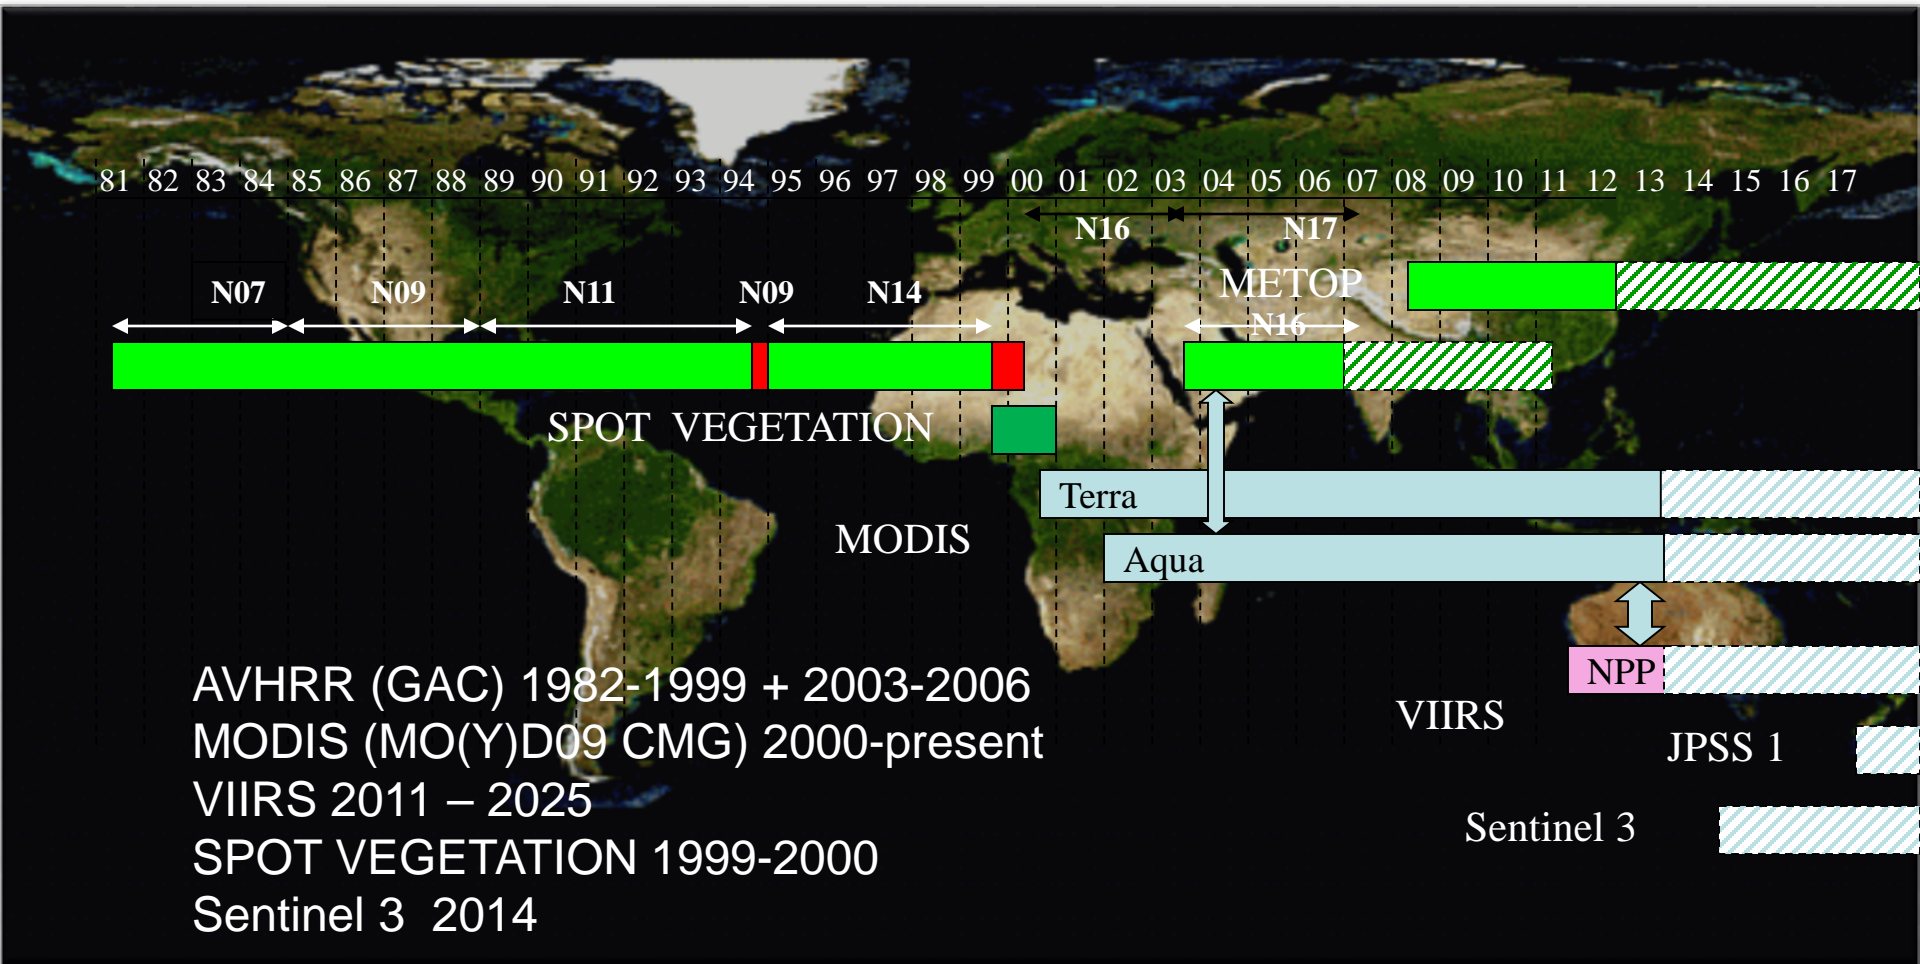 81 82 83 84 85 86 87 88 89 90 91 92 93 94 95 96 97 98 99 00 01 02 03 04 05 06 07 08 09 10 11 12 13 14 15 16 17
N16 N17
METOP
N07 N09 N11 N09 N14
N16
SPOT VEGETATION
Terra
MODIS
Aqua
NPP
VIIRS
JPSS 1
Sentinel 3
AVHRR (GAC) 1982-1999 + 2003-2006
MODIS (MO(Y)D09 CMG) 2000-present
VIIRS 2011 – 2025
SPOT VEGETATION 1999-2000
Sentinel 3 2014